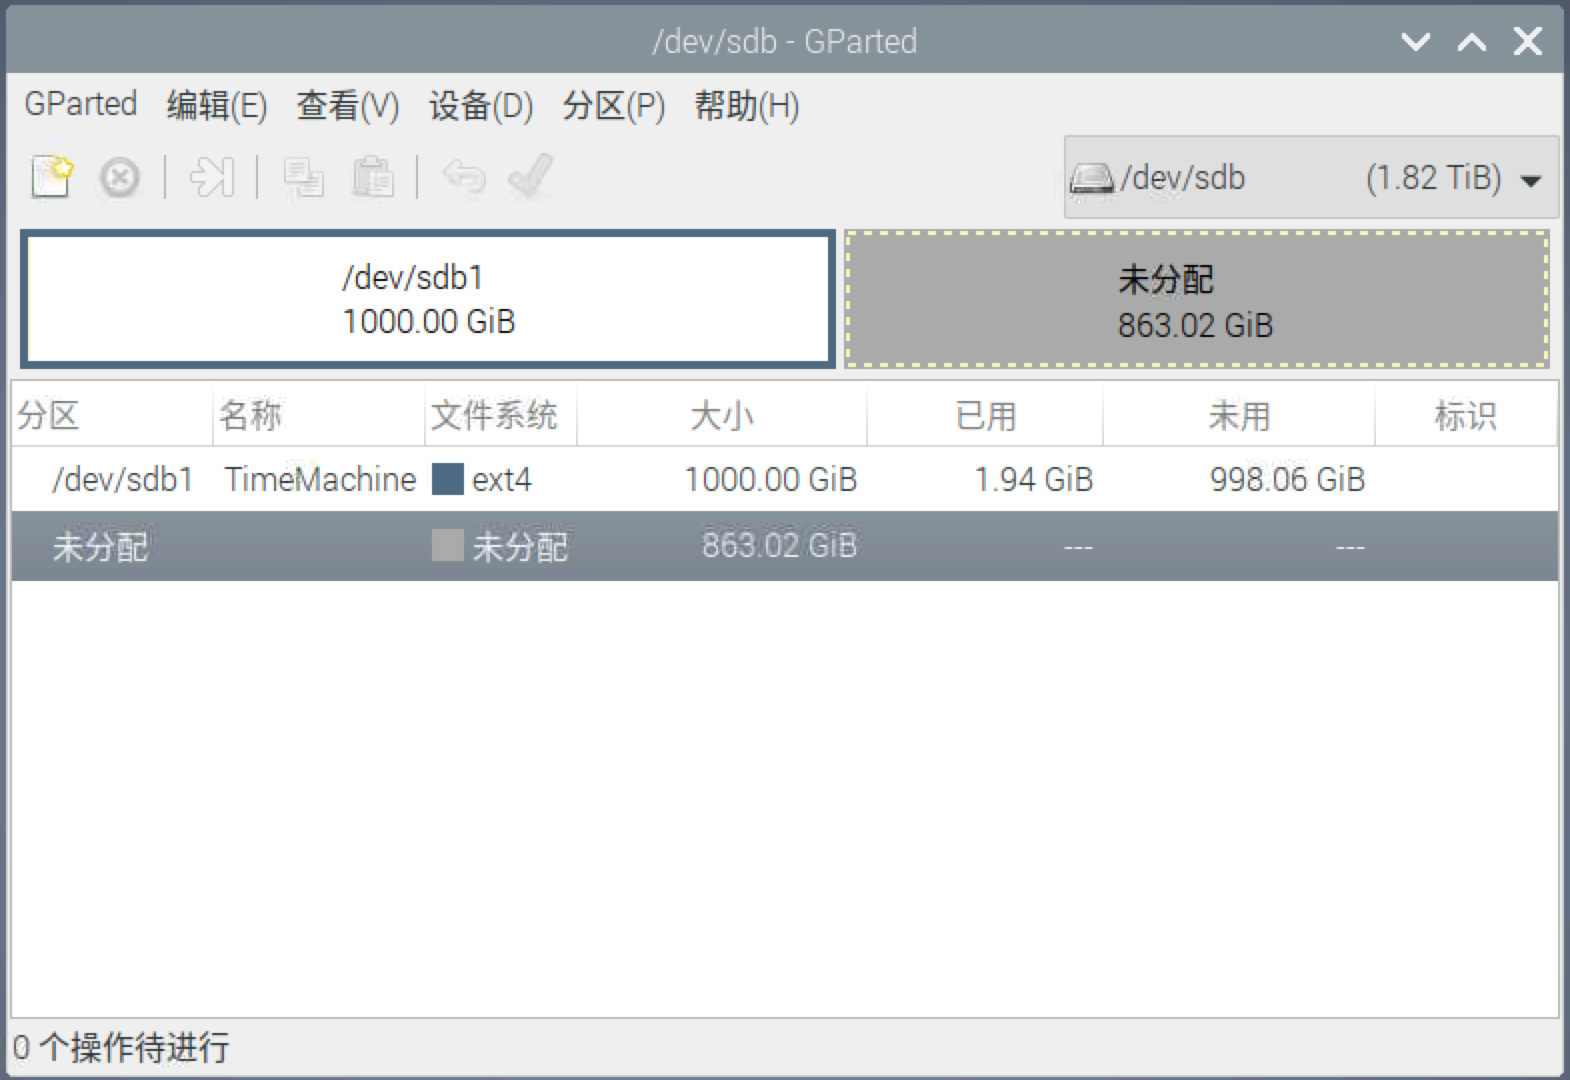 /dev/sdb - GParted
GParted 编辑(E) 查看(V) 设备(D) 分区(P) 帮助(H)
/dev/sdb (1.82 TiB)
/dev/sdb1
1000.00 GiB
未分配
863.02 GiB
分区 名称 文件系统 大小 已用 未用 标识
/dev/sdb1 TimeMachine ext4 1000.00 GiB 1.94 GiB 998.06 GiB
未分配 未分配 863.02 GiB --- ---
0 个操作待进行